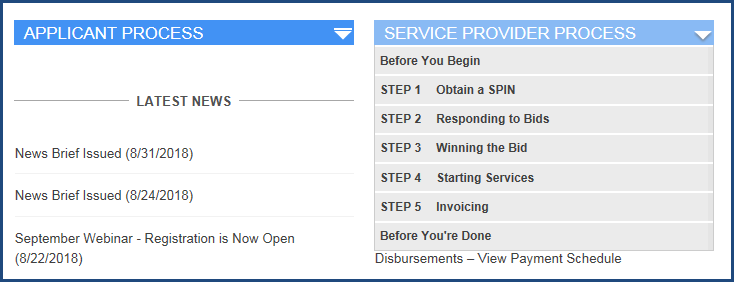 APPLICANT PROCESS
LATEST NEWS
News Brief Issued (8/31/2018)
News Brief Issued (8/24/2018)
September Webinar - Registration is Now Open
(8/22/2018)
SERVICE PROVIDER PROCESS
Before You Begin
STEP 1 Obtain a SPIN
STEP 2 Responding to Bids
STEP 3 Winning the Bid
STEP 4 Starting Services
STEP 5 Invoicing
Before You're Done
Disbursements – View Payment Schedule